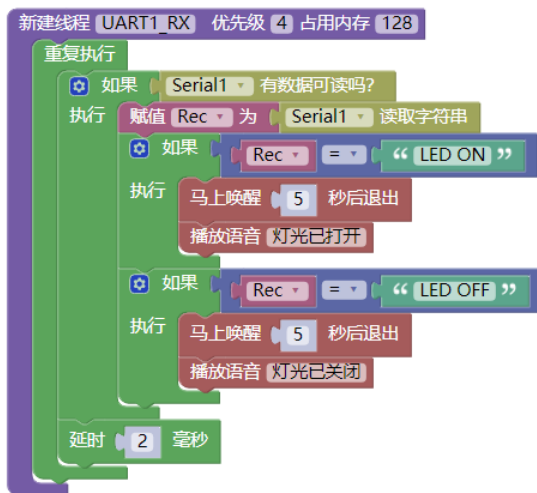 新建线程 UART1_RX 优先级 4 占用内存 128
重复执行
如果 Serial1 有数据可读吗?
执行 赋值 Rec 为 Serial1 读取字符串
如果 Rec = “ LED ON ”
执行 马上唤醒 5 秒后退出
播放语音 灯光已打开
如果 Rec = “ LED OFF ”
执行 马上唤醒 5 秒后退出
播放语音 灯光已关闭
延时 2 毫秒